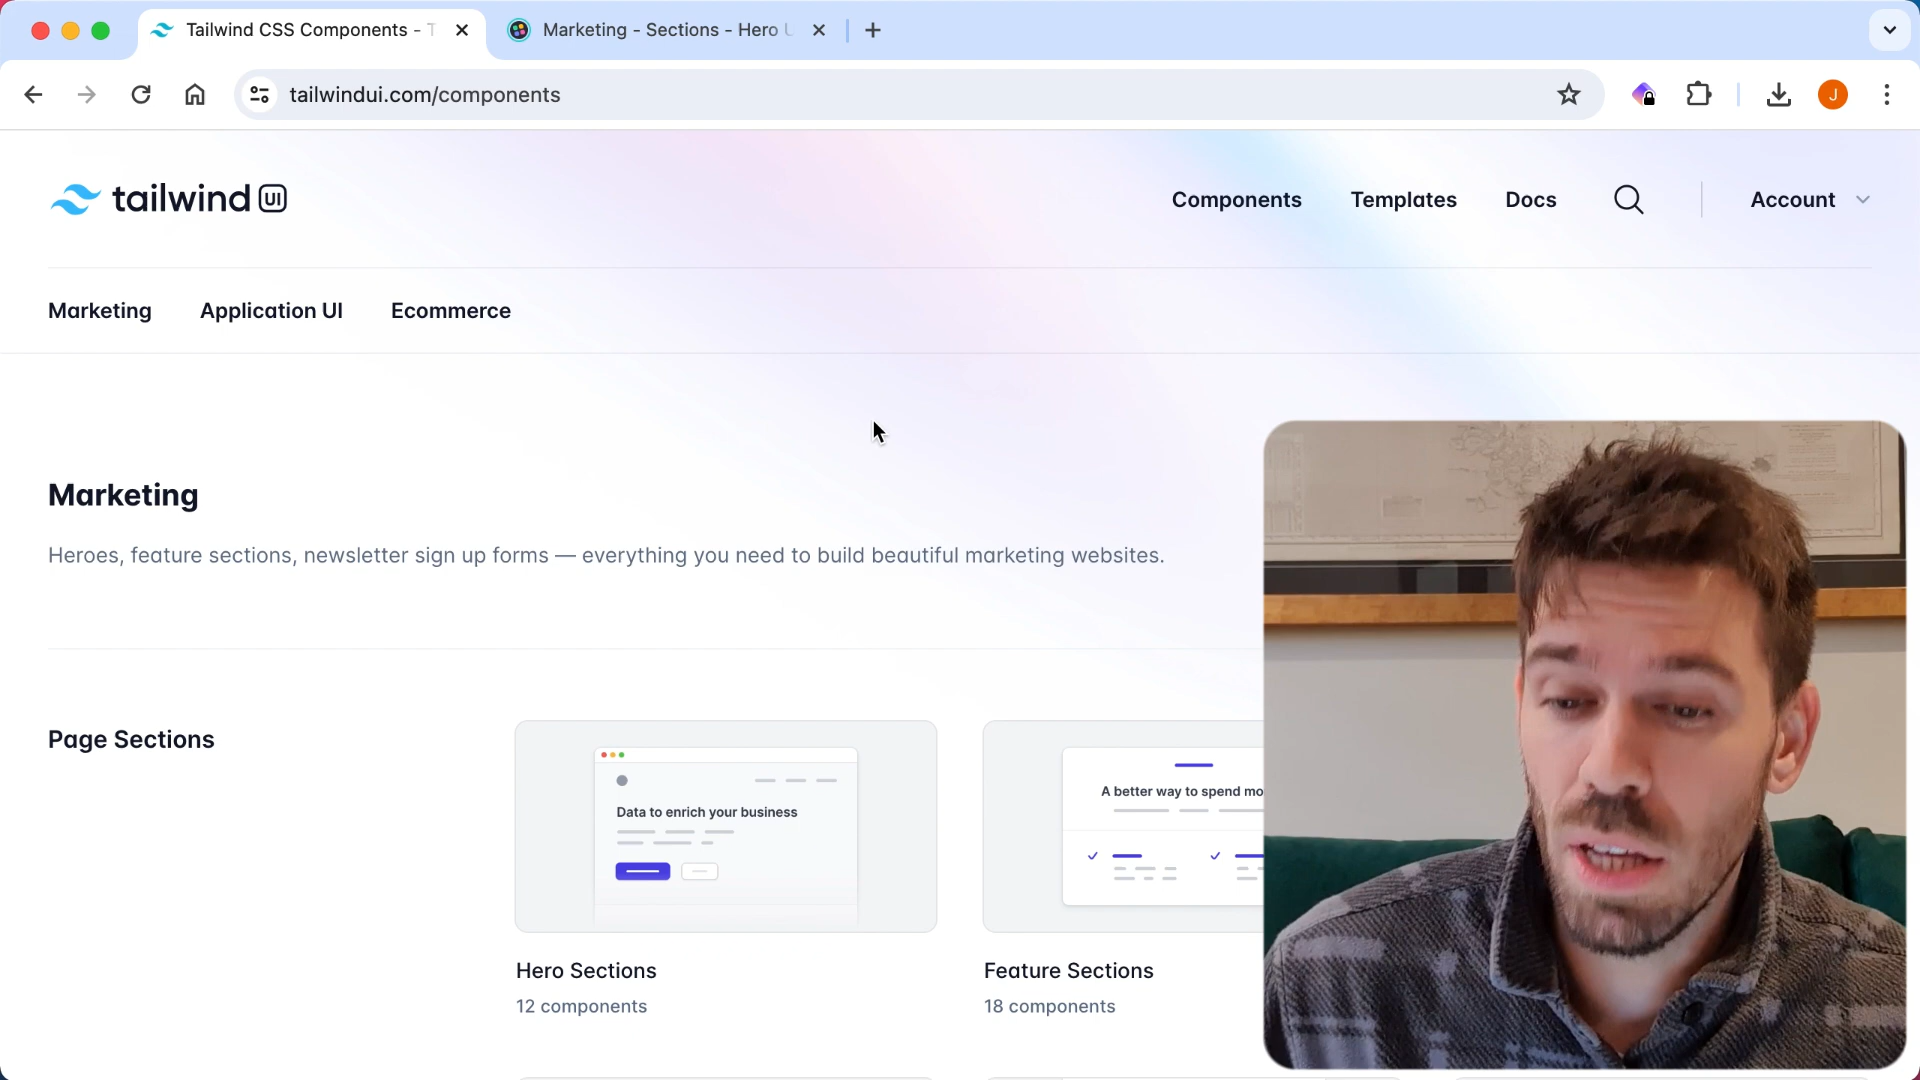 Tailwind CSS Components - T
Marketing - Sections - Hero U
tailwindui.com/components
J
tailwind UI
Components
Templates
Docs
Account
Marketing
Application UI
Ecommerce
Marketing
Heroes, feature sections, newsletter sign up forms — everything you need to build beautiful marketing websites.
Page Sections
Data to enrich your business
A better way to spend mo
Hero Sections
12 components
Feature Sections
18 components